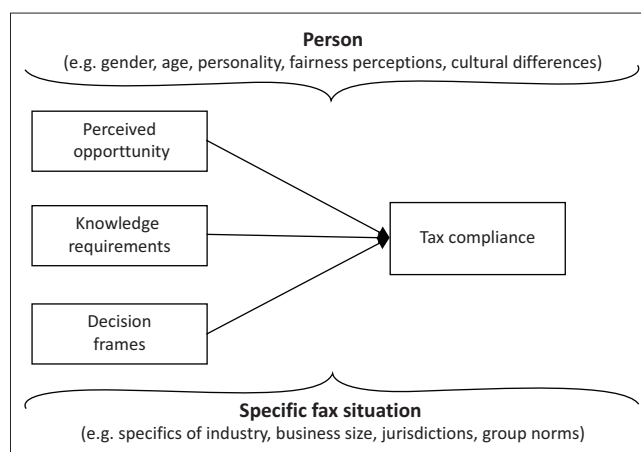 Person
(e.g. gender, age, personality, fairness perceptions, cultural differences)
Perceived
opporttunity
Knowledge
requirements
Tax compliance
Decision
frames
Specific fax situation
(e.g. specifics of industry, business size, jurisdictions, group norms)